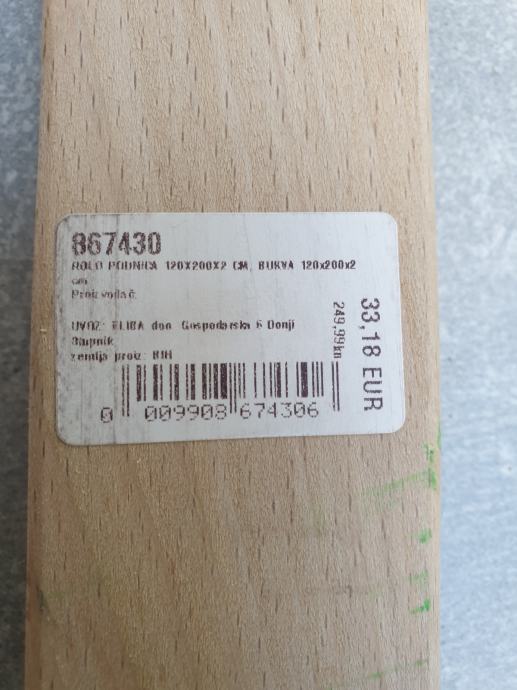 867430
ROLO PODNICA 120X200X2 CM, BUKVA 120x200x2
cm
Proizvođač:
UVOZ: ELIBA doo Gospodarska 6 Donji
Stupnik
zemlja proiz: BIH
0 009908 674306
249,99kn
33,18 EUR